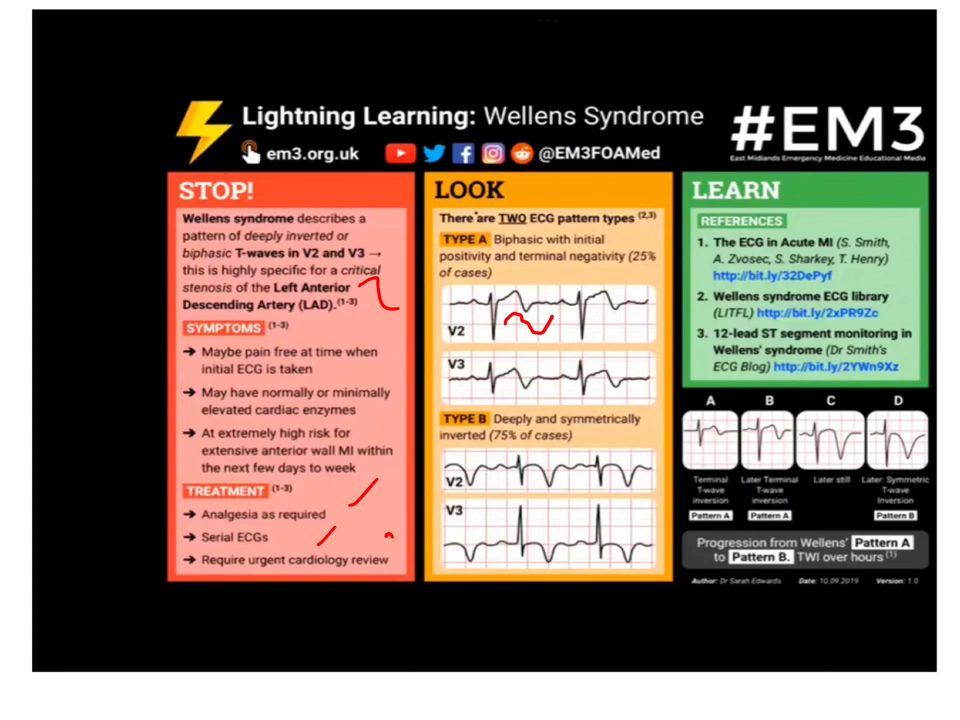 Lightning Learning: Wellens Syndrome
em3.org.uk
@EM3FOAMed
#EM3
East Midlands Emergency Medicine Educational Media
STOP!
Wellens syndrome describes a
pattern of deeply inverted or
biphasic T-waves in V2 and V3 →
this is highly specific for a critical
stenosis of the Left Anterior
Descending Artery (LAD).(1-3)
SYMPTOMS (1-3)
→ Maybe pain free at time when
initial ECG is taken
→ May have normally or minimally
elevated cardiac enzymes
→ At extremely high risk for
extensive anterior wall MI within
the next few days to week
TREATMENT (1-3)
→ Analgesia as required
→ Serial ECGs
→ Require urgent cardiology review
LOOK
There are TWO ECG pattern types (2,3)
TYPE A Biphasic with initial
positivity and terminal negativity (25%
of cases)
V2
V3
TYPE B Deeply and symmetrically
inverted (75% of cases)
V2
V3
LEARN
REFERENCES
1. The ECG in Acute MI (S. Smith,
A. Zvosec, S. Sharkey, T. Henry)
http://bit.ly/32DePyf
2. Wellens syndrome ECG library
(LITFL) http://bit.ly/2xPR9Zc
3. 12-lead ST segment monitoring in
Wellens' syndrome (Dr Smith's
ECG Blog) http://bit.ly/2YWn9Xz
A B C D
Terminal
T-wave
inversion
Pattern A
Later Terminal
T-wave
inversion
Pattern A
Later still
Later: Symmetric
T-wave
Inversion
Pattern B
Progression from Wellens' Pattern A
to Pattern B. TWI over hours (1)
Author: Dr Sarah Edwards Date: 10.09.2019 Version: 1.0